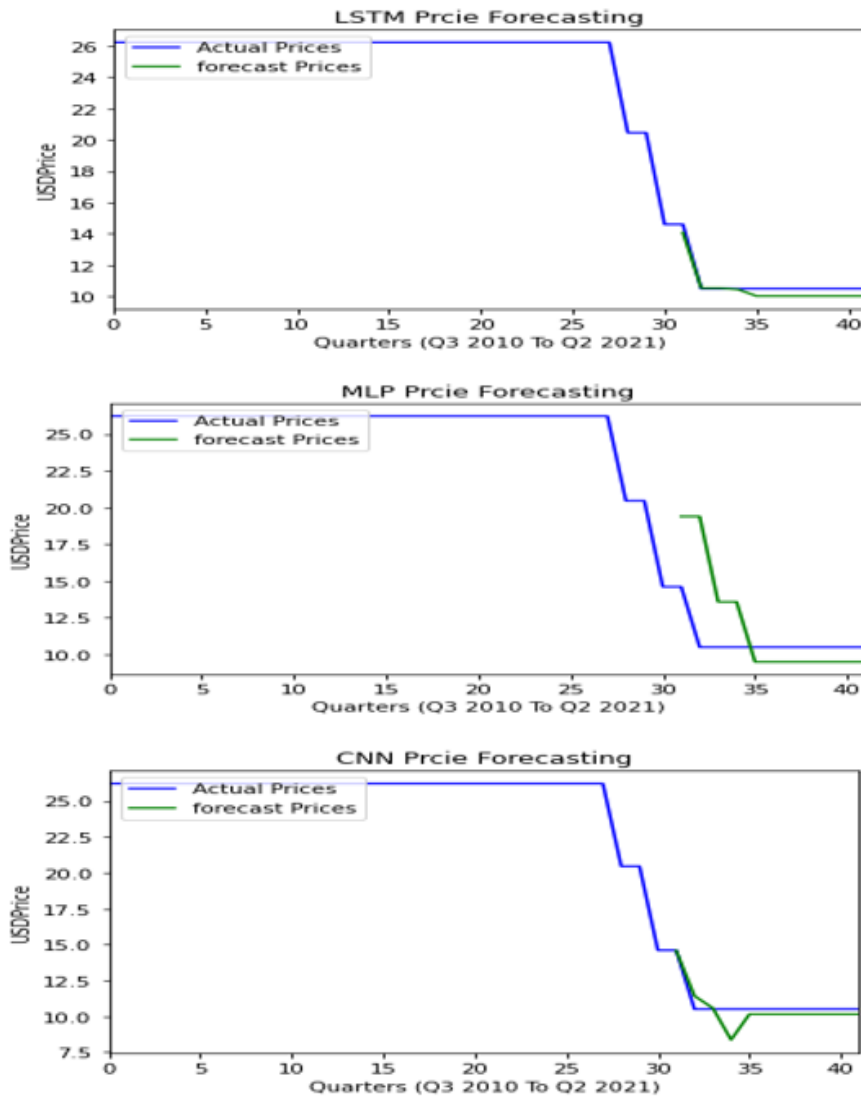 LSTM Prcie Forecasting
USDPrice
26
24
22
20
18
16
14
12
10
Actual Prices
forecast Prices
0 5 10 15 20 25 30 35 40
Quarters (Q3 2010 To Q2 2021)
MLP Prcie Forecasting
USDPrice
25.0
22.5
20.0
17.5
15.0
12.5
10.0
Actual Prices
forecast Prices
0 5 10 15 20 25 30 35 40
Quarters (Q3 2010 To Q2 2021)
CNN Prcie Forecasting
USDPrice
25.0
22.5
20.0
17.5
15.0
12.5
10.0
7.5
Actual Prices
forecast Prices
0 5 10 15 20 25 30 35 40
Quarters (Q3 2010 To Q2 2021)